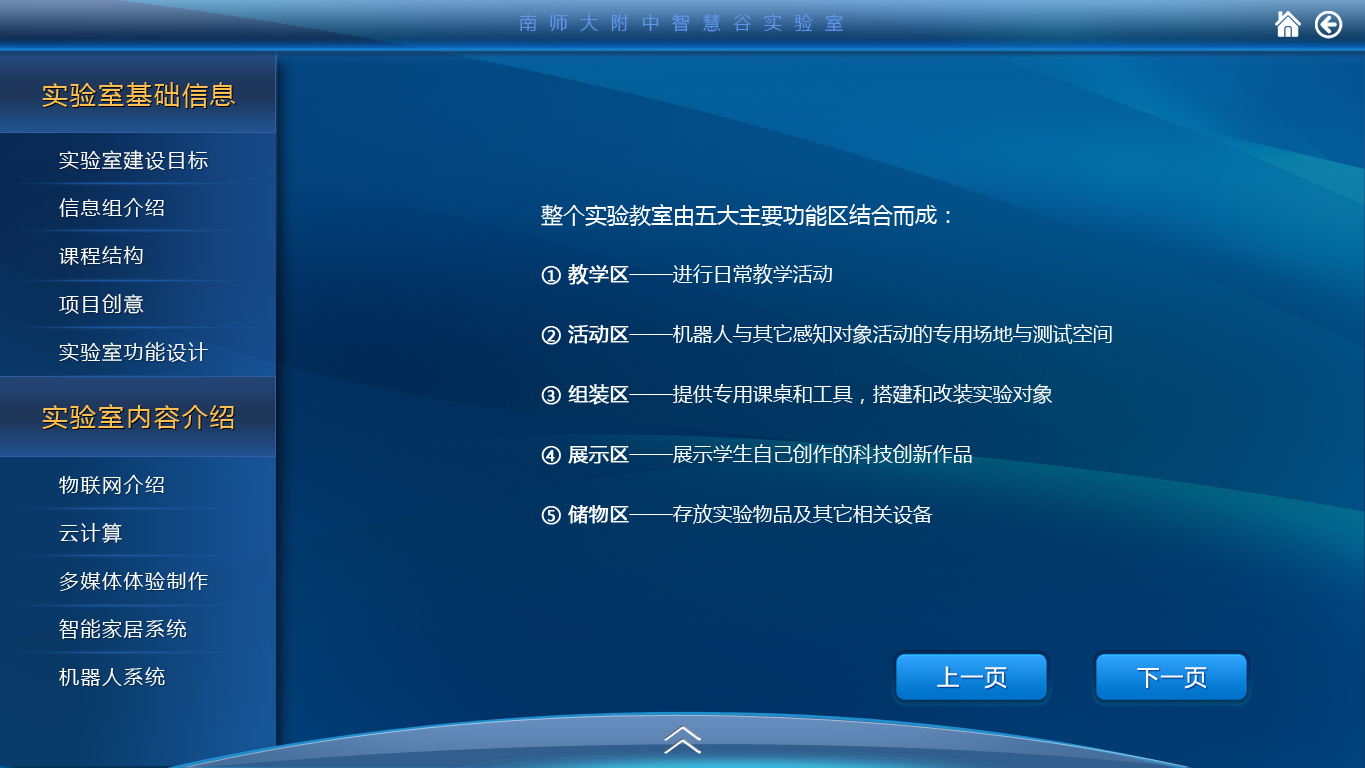 南师大附中智慧谷实验室
实验室基础信息
实验室建设目标
信息组介绍
课程结构
项目创意
实验室功能设计
实验室内容介绍
物联网介绍
云计算
多媒体体验制作
智能家居系统
机器人系统
整个实验教室由五大主要功能区结合而成：
① 教学区——进行日常教学活动
② 活动区——机器人与其它感知对象活动的专用场地与测试空间
③ 组装区——提供专用课桌和工具，搭建和改装实验对象
④ 展示区——展示学生自己创作的科技创新作品
⑤ 储物区——存放实验物品及其它相关设备
上一页
下一页